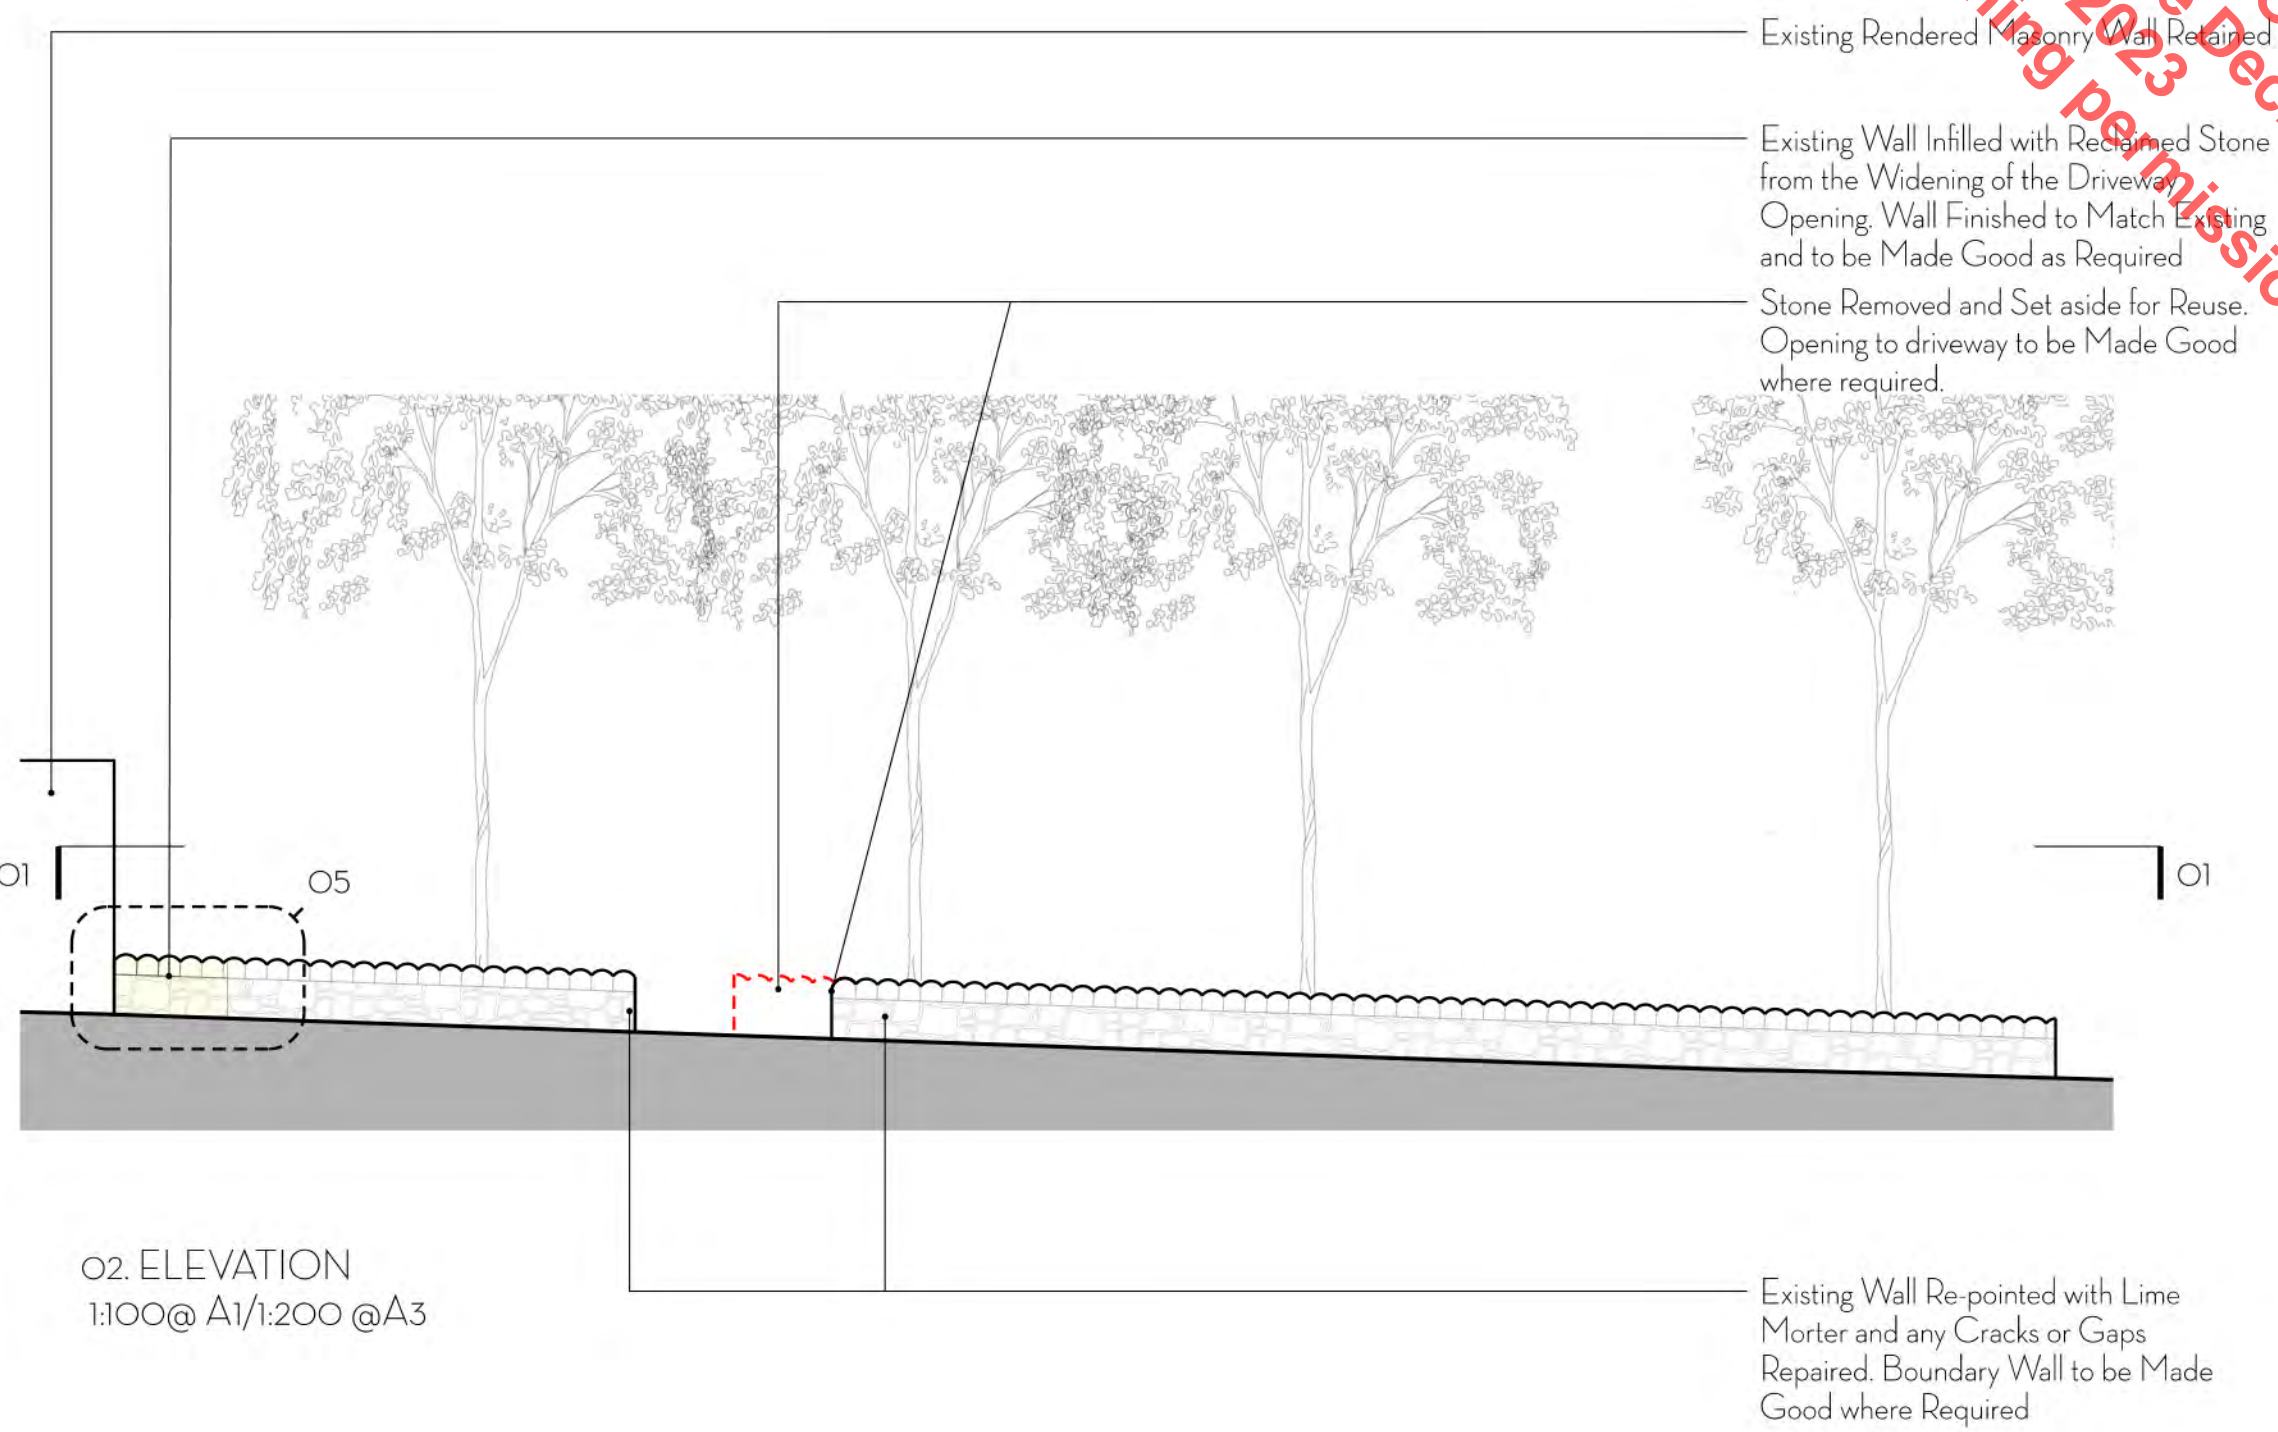 Existing Rendered Masonry Wall Retained
Existing Wall Infilled with Reclaimed Stone
from the Widening of the Driveway
Opening. Wall Finished to Match Existing
and to be Made Good as Required
Stone Removed and Set aside for Reuse.
Opening to driveway to be Made Good
where required.
2023
01
05
01
02. ELEVATION
1:100@ A1/1:200 @A3
Existing Wall Re-pointed with Lime
Morter and any Cracks or Gaps
Repaired. Boundary Wall to be Made
Good where Required